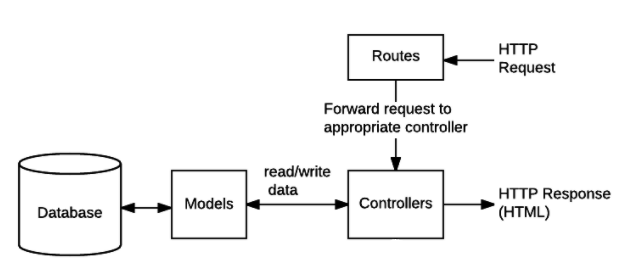 Routes
HTTP
Request
Forward request to
appropriate controller
read/write
data
Database
Models
Controllers
HTTP Response
(HTML)